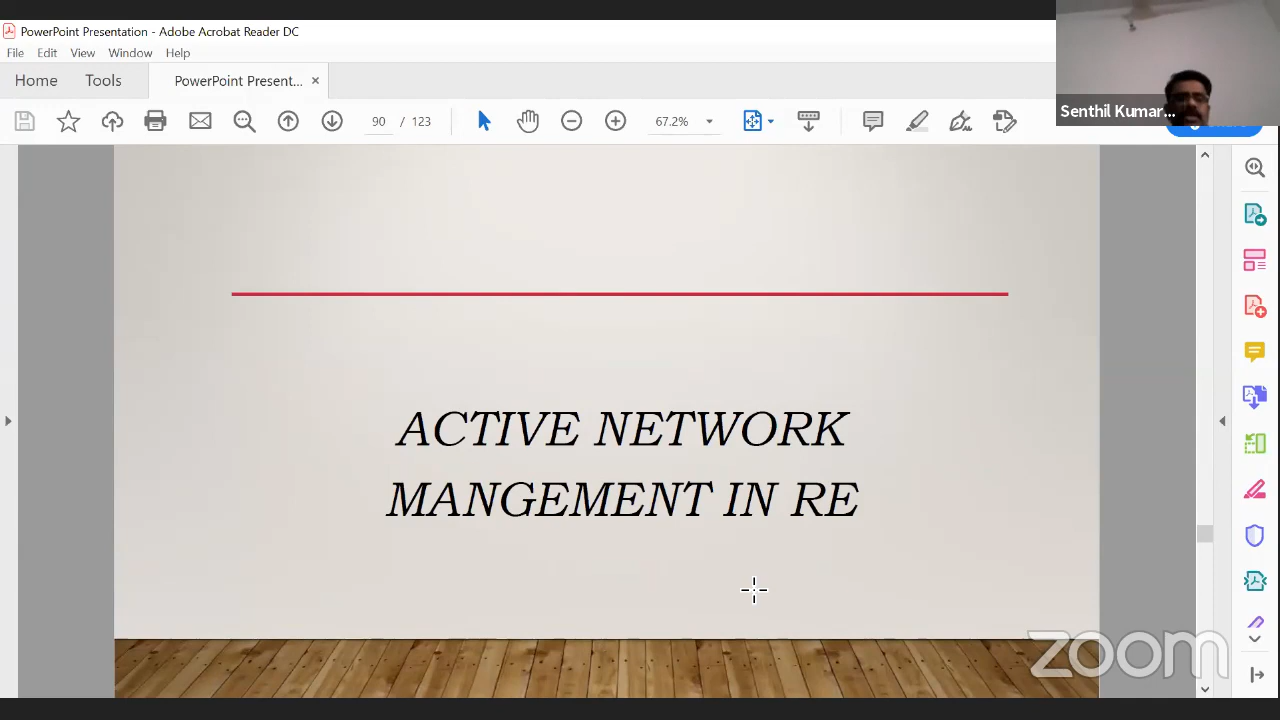 PowerPoint Presentation - Adobe Acrobat Reader DC
File Edit View Window Help
Home Tools PowerPoint Present... ×
90 / 123 67.2%
Senthil Kumar...
ACTIVE NETWORK
MANGEMENT IN RE
zoom